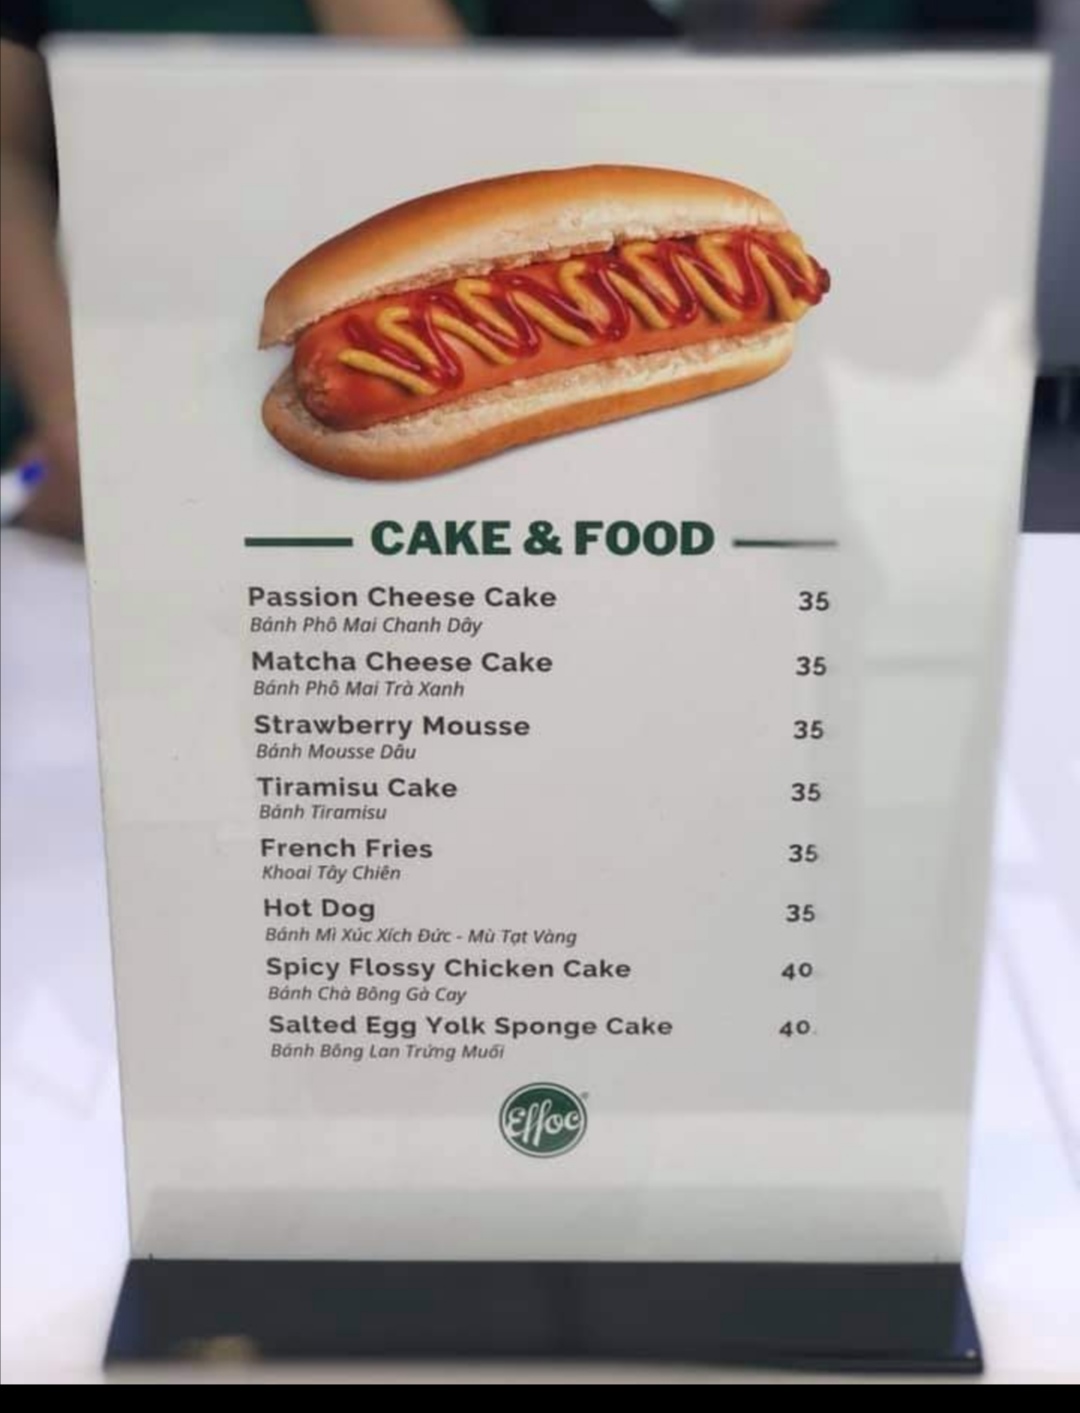 CAKE & FOOD
Passion Cheese Cake 35
Bánh Phô Mai Chanh Dây
Matcha Cheese Cake 35
Bánh Phô Mai Trà Xanh
Strawberry Mousse 35
Bánh Mousse Dâu
Tiramisu Cake 35
Bánh Tiramisu
French Fries 35
Khoai Tây Chiên
Hot Dog 35
Bánh Mì Xúc Xích Đức - Mù Tạt Vàng
Spicy Flossy Chicken Cake 40
Bánh Chà Bông Gà Cay
Salted Egg Yolk Sponge Cake 40
Bánh Bông Lan Trứng Muối
Effoc